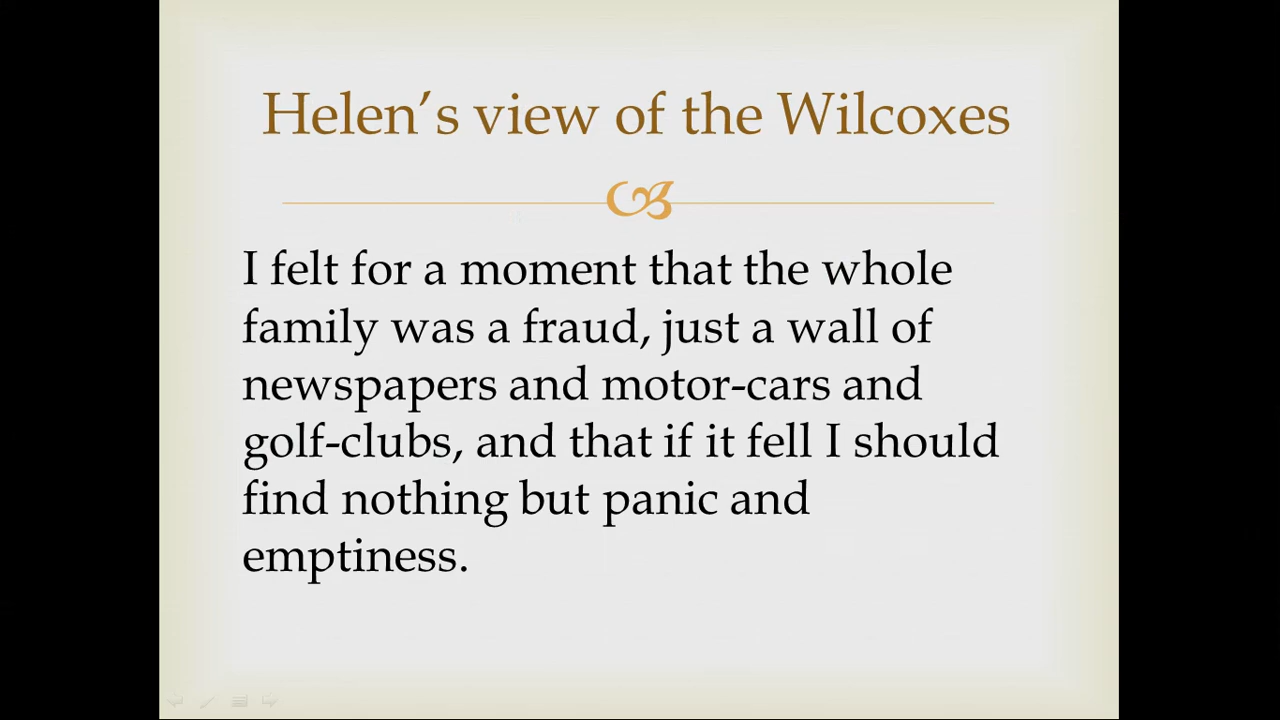 Helen’s view of the Wilcoxes
I felt for a moment that the whole
family was a fraud, just a wall of
newspapers and motor-cars and
golf-clubs, and that if it fell I should
find nothing but panic and
emptiness.